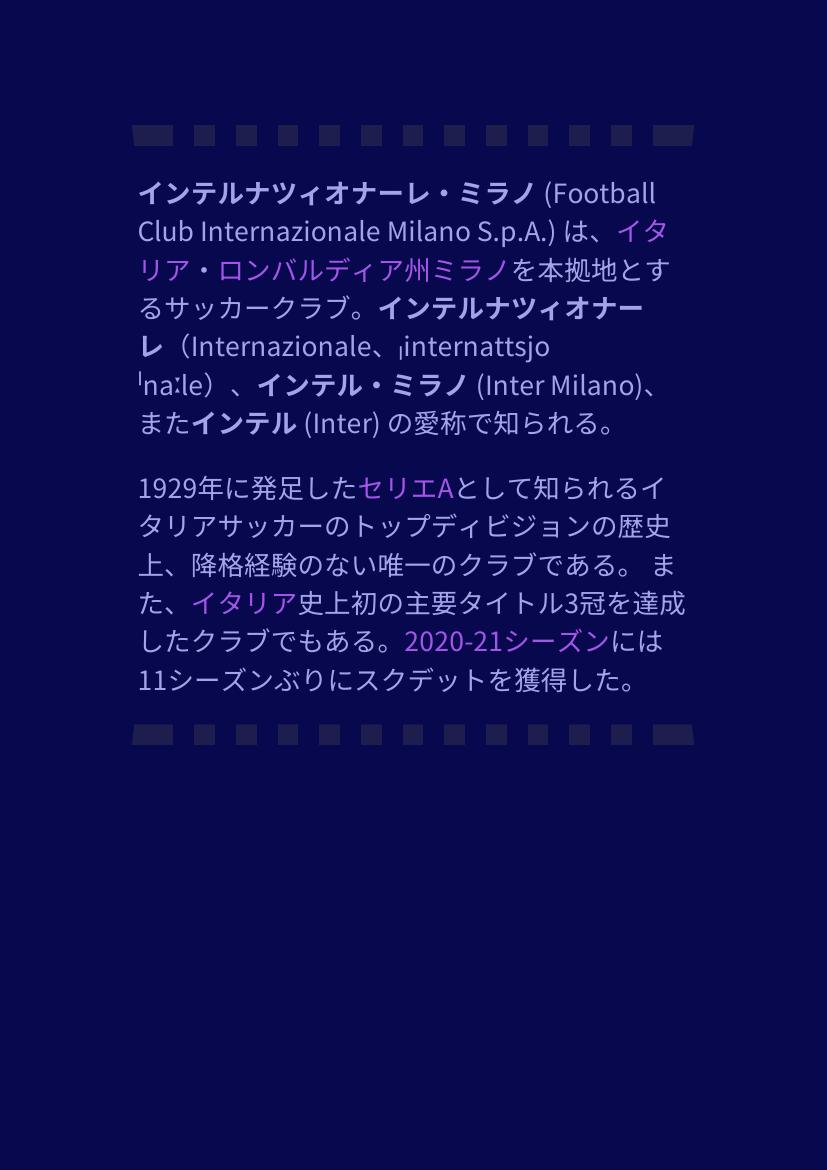 インテルナツィオナーレ・ミラノ (Football
Club Internazionale Milano S.p.A.) は、イタ
リア・ロンバルディア州ミラノを本拠地とす
るサッカークラブ。インテルナツィオナー
レ（Internazionale、ˌinternattsjo
ˈnaːle）、インテル・ミラノ (Inter Milano)、
またインテル (Inter) の愛称で知られる。
1929年に発足したセリエAとして知られるイ
タリアサッカーのトップディビジョンの歴史
上、降格経験のない唯一のクラブである。 ま
た、イタリア史上初の主要タイトル3冠を達成
したクラブでもある。2020-21シーズンには
11シーズンぶりにスクデットを獲得した。